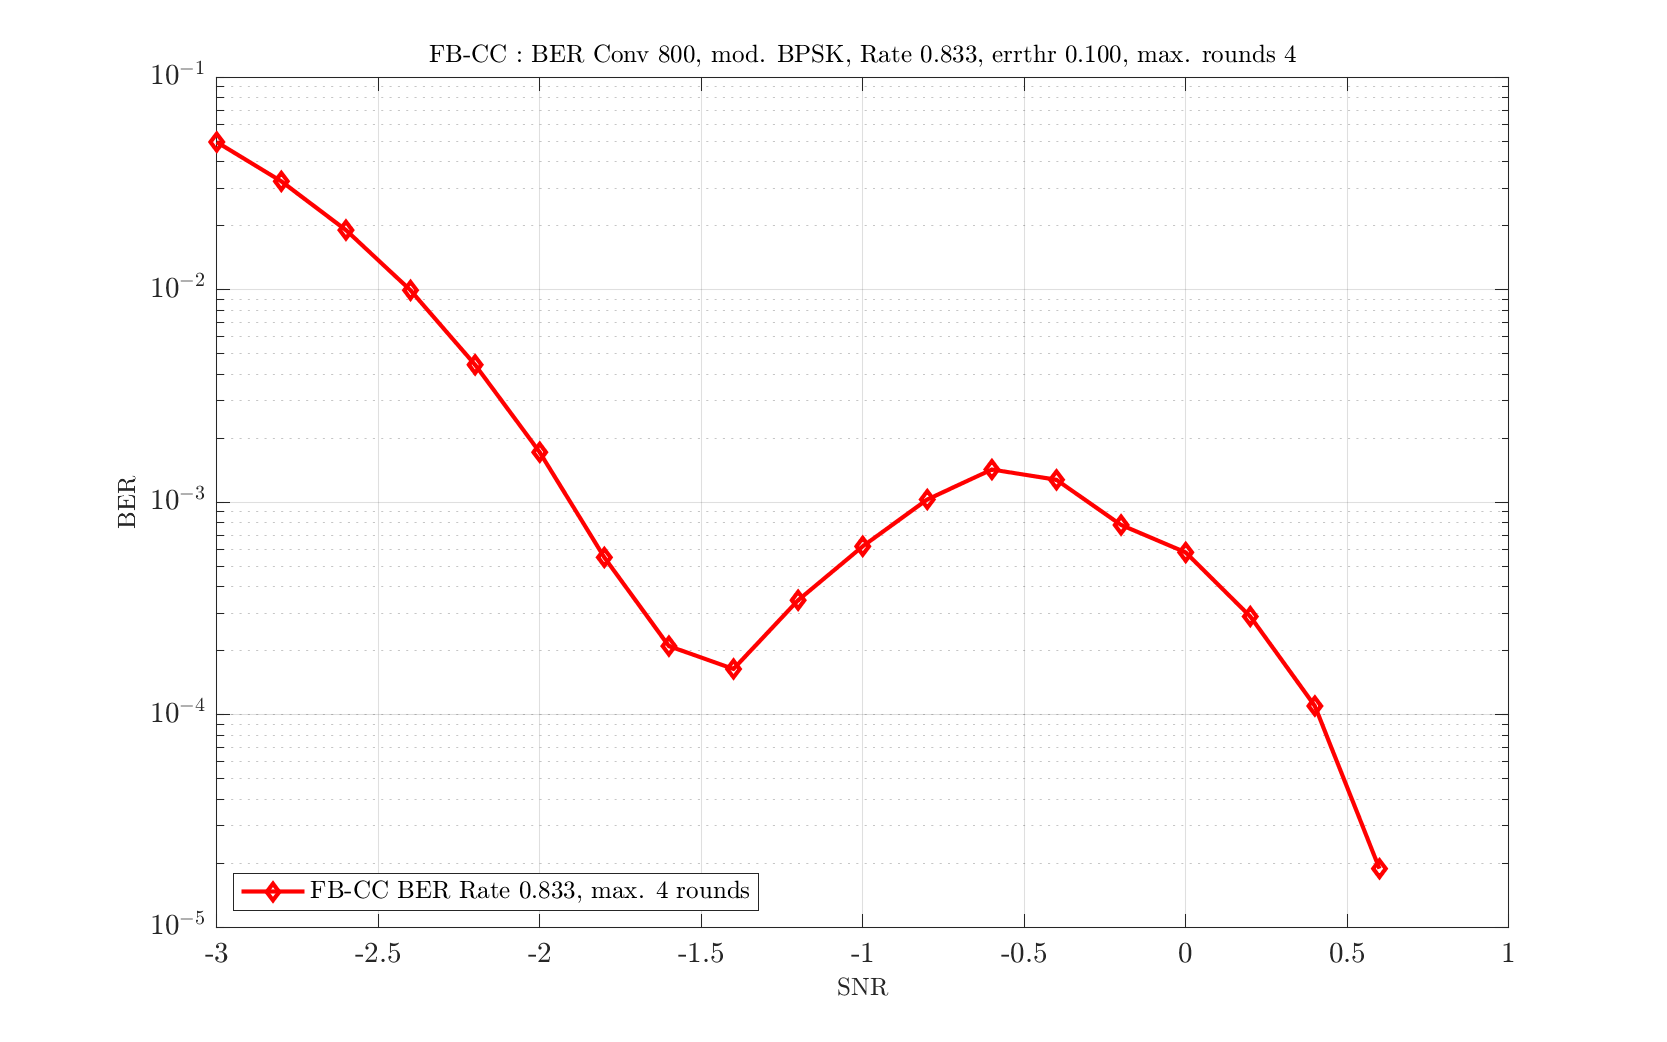 FB-CC : BER Conv 800, mod. BPSK, Rate 0.833, errthr 0.100, max. rounds 4
10⁻¹
10⁻²
10⁻³
10⁻⁴
10⁻⁵
BER
FB-CC BER Rate 0.833, max. 4 rounds
-3 -2.5 -2 -1.5 -1 -0.5 0 0.5 1
SNR